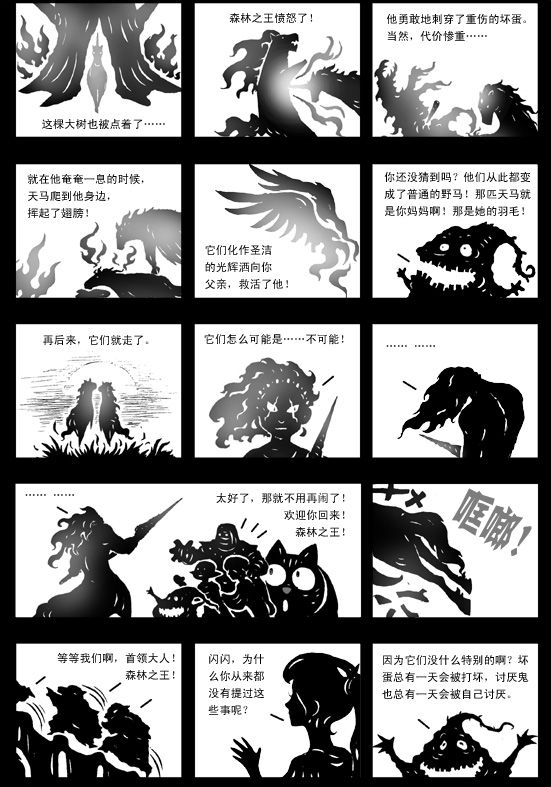 这棵大树也被点着了……
森林之王愤怒了！
他勇敢地刺穿了重伤的坏蛋。
当然，代价惨重……
就在他奄奄一息的时候，
天马爬到他身边，
挥起了翅膀！
它们化作圣洁
的光辉洒向你
父亲，救活了他！
你还没猜到吗？他们从此都变
成了普通的野马！那匹天马就
是你妈妈啊！那是她的羽毛！
再后来，它们就走了。
它们怎么可能是……不可能！
…… ……
…… ……
太好了，那就不用再闹了！
欢迎你回来！
森林之王！
哐啷！
等等我们啊，首领大人！
森林之王！
闪闪，为什
么你从来都
没有提过这
些事呢？
因为它们没什么特别的啊？坏
蛋总有一天会被打坏，讨厌鬼
也总有一天会被自己讨厌。